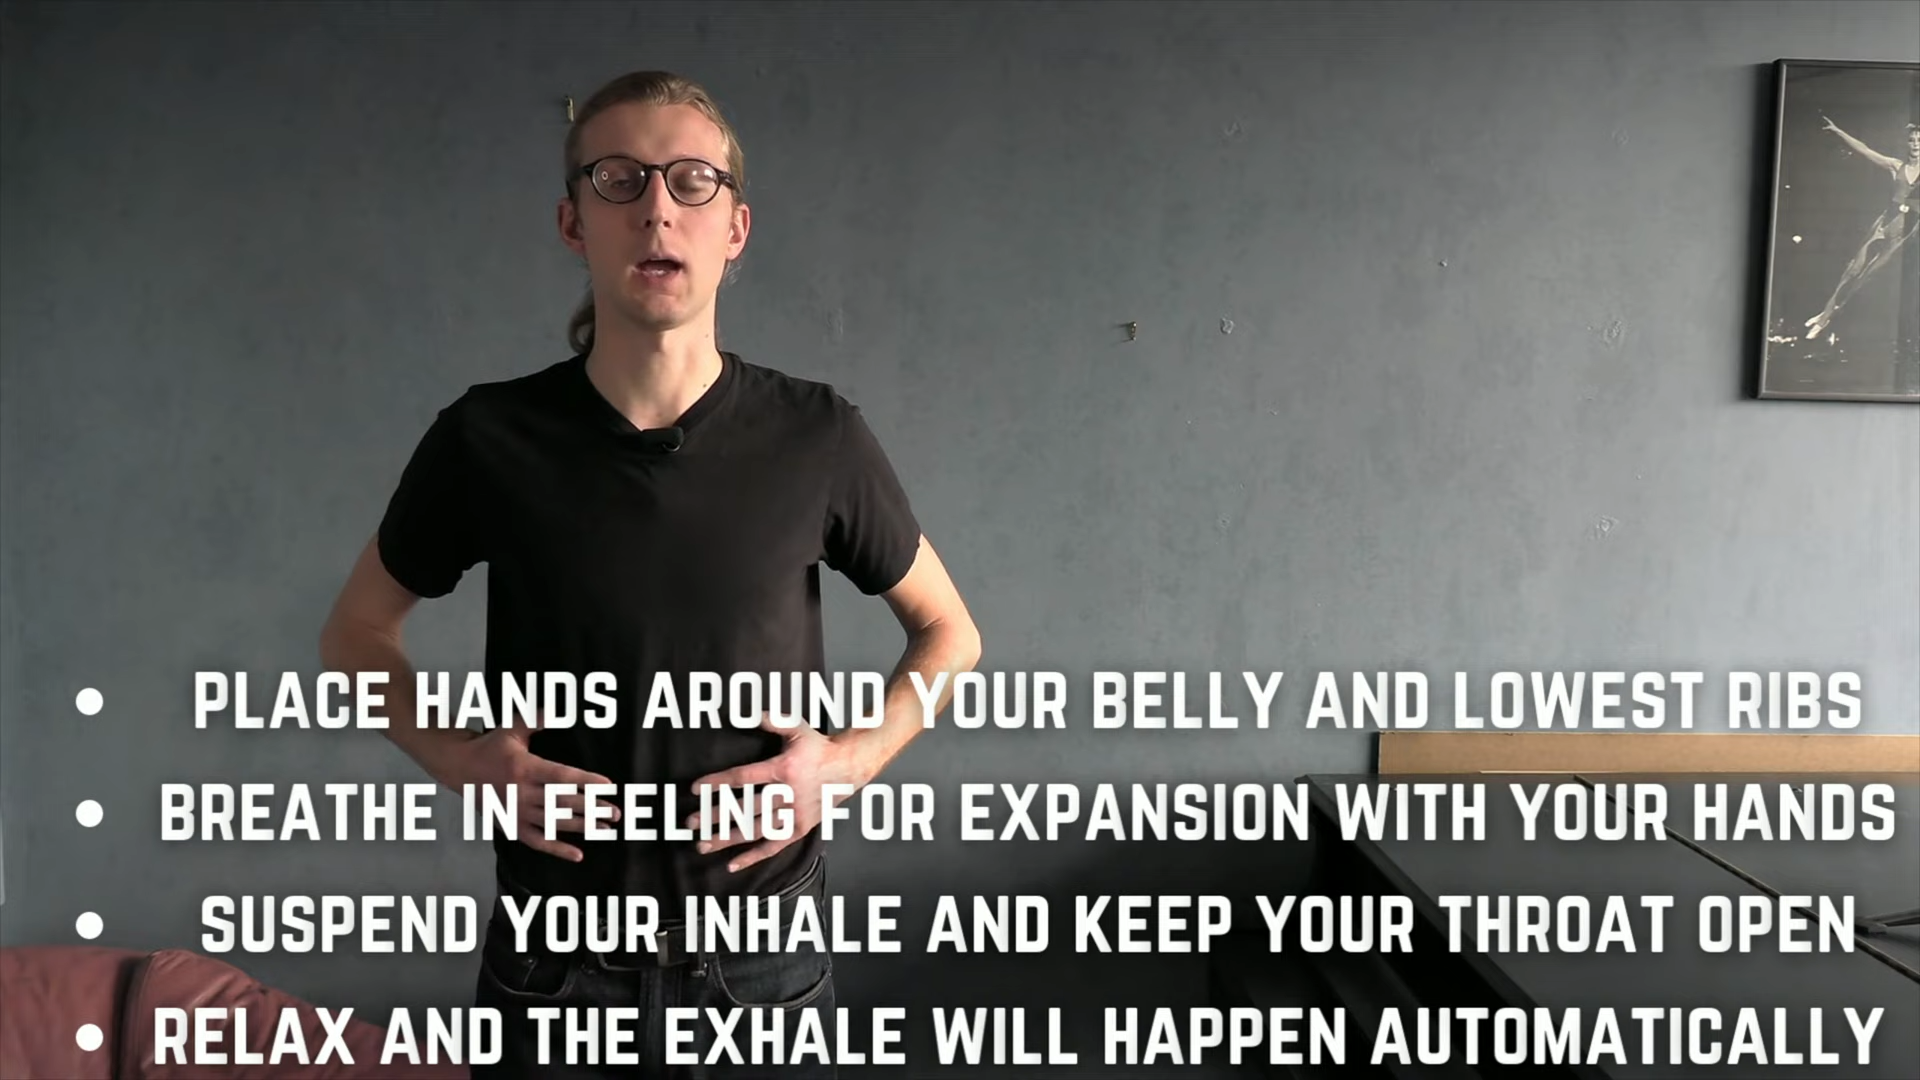 • PLACE HANDS AROUND YOUR BELLY AND LOWEST RIBS
• BREATHE IN FEELING FOR EXPANSION WITH YOUR HANDS
• SUSPEND YOUR INHALE AND KEEP YOUR THROAT OPEN
• RELAX AND THE EXHALE WILL HAPPEN AUTOMATICALLY